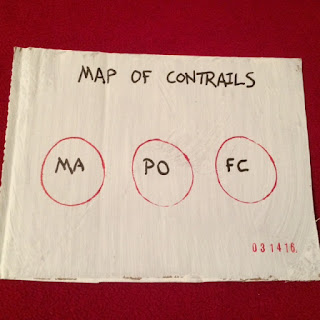 MAP OF CONTRAILS
MA PO FC
031416.